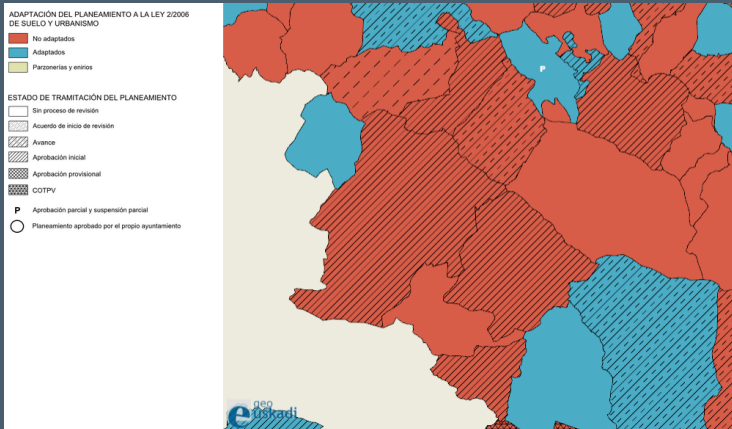 ADAPTACIÓN DEL PLANEAMIENTO A LA LEY 2/2006
DE SUELO Y URBANISMO
No adaptados
Adaptados
Parzonerías y enirios
ESTADO DE TRAMITACIÓN DEL PLANEAMIENTO
Sin proceso de revisión
Acuerdo de inicio de revisión
Avance
Aprobación inicial
Aprobación provisional
COTPV
P Aprobación parcial y suspensión parcial
Planeamiento aprobado por el propio ayuntamiento
P
geo
euskadi